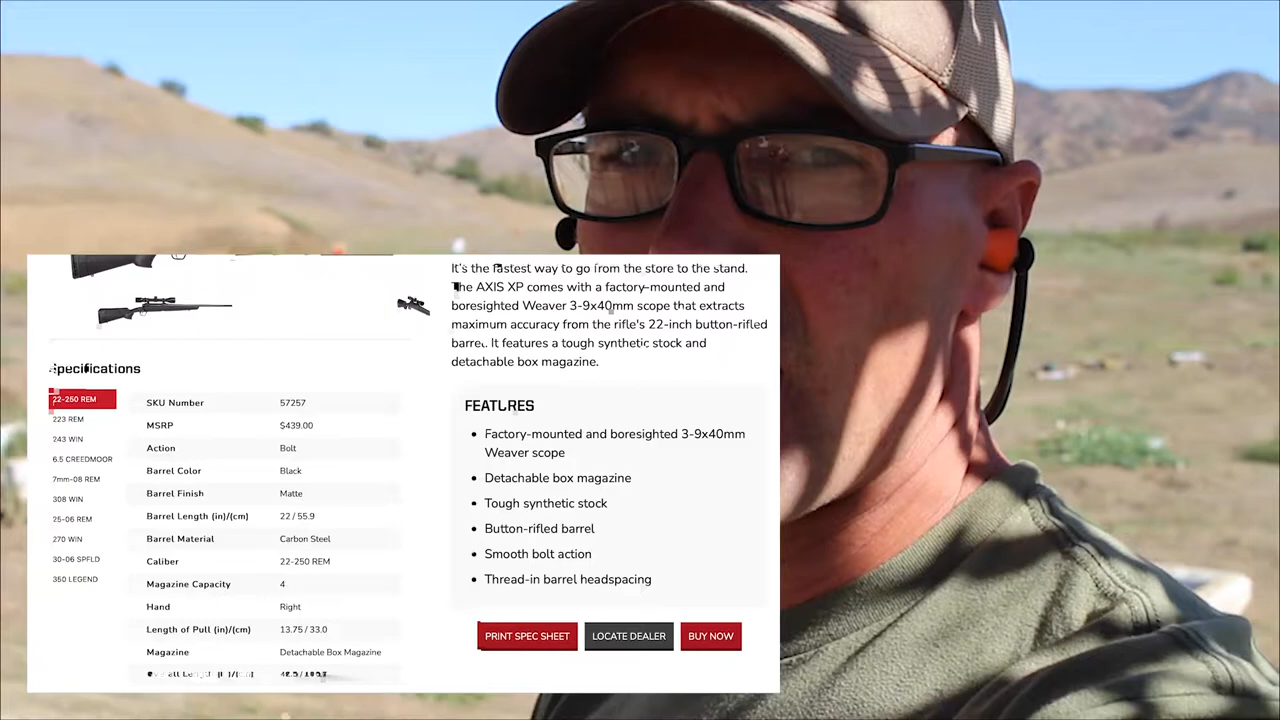 It's the fastest way to go from the store to the stand.
The AXIS XP comes with a factory-mounted and
boresighted Weaver 3-9x40mm scope that extracts
maximum accuracy from the rifle's 22-inch button-rifled
barrel. It features a tough synthetic stock and
detachable box magazine.
Specifications
22-250 REM
223 REM
243 WIN
6.5 CREEDMOOR
7mm-08 REM
308 WIN
25-06 REM
270 WIN
30-06 SPFLD
350 LEGEND
SKU Number 57257
MSRP $439.00
Action Bolt
Barrel Color Black
Barrel Finish Matte
Barrel Length (in)/(cm) 22 / 55.9
Barrel Material Carbon Steel
Caliber 22-250 REM
Magazine Capacity 4
Hand Right
Length of Pull (in)/(cm) 13.75 / 33.0
Magazine Detachable Box Magazine
Overall Length (in)/(cm)
FEATURES
• Factory-mounted and boresighted 3-9x40mm
Weaver scope
• Detachable box magazine
• Tough synthetic stock
• Button-rifled barrel
• Smooth bolt action
• Thread-in barrel headspacing
PRINT SPEC SHEET LOCATE DEALER BUY NOW